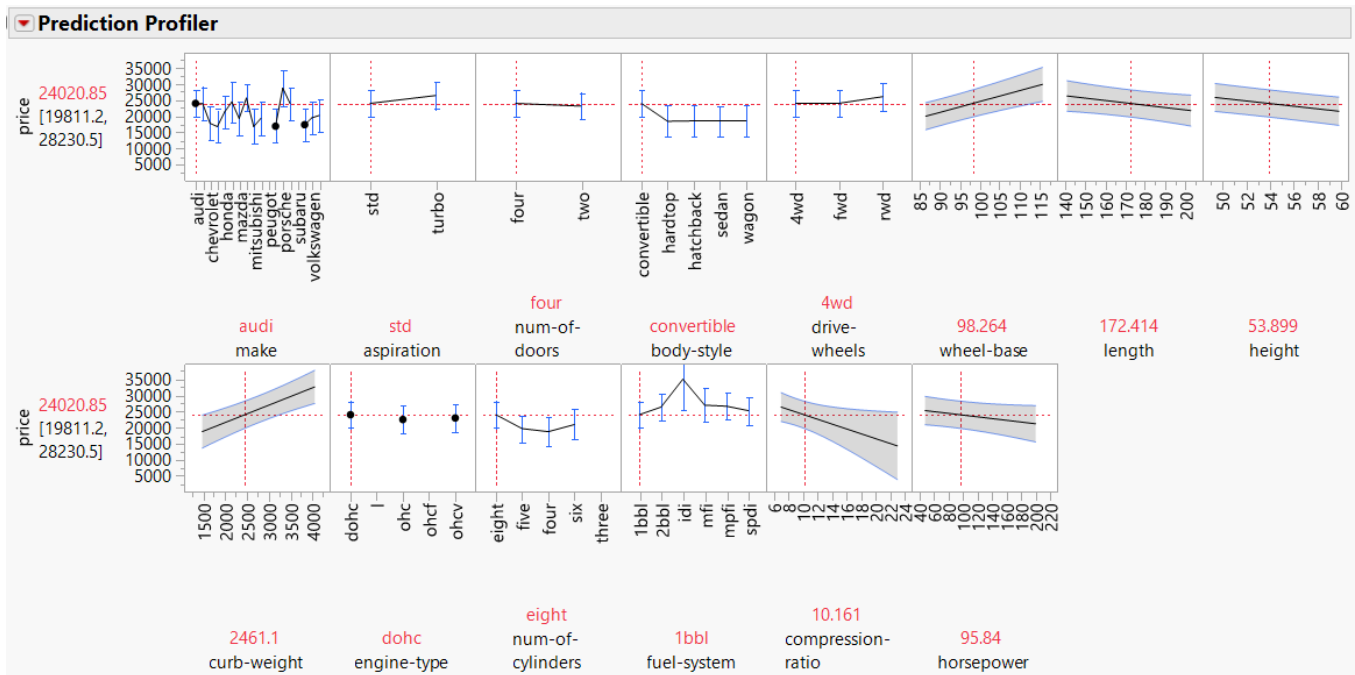 Prediction Profiler
price
24020.85
[19811.2,
28230.5]
35000
30000
25000
20000
15000
10000
5000
audi
chevrolet
honda
mazda
mitsubishi
peugot
porsche
subaru
volkswagen
std
turbo
four
two
convertible
hardtop
hatchback
sedan
wagon
4wd
fwd
rwd
85
90
95
100
105
110
115
140
150
160
170
180
190
200
50
52
54
56
58
60
audi
make
std
aspiration
four
num-of-
doors
convertible
body-style
4wd
drive-
wheels
98.264
wheel-base
172.414
length
53.899
height
price
24020.85
[19811.2,
28230.5]
35000
30000
25000
20000
15000
10000
5000
1500
2000
2500
3000
3500
4000
dohc
l
ohc
ohcf
ohcv
eight
five
four
six
three
1bbl
2bbl
idi
mfi
mpfi
spdi
6
8
10
12
14
16
18
20
22
24
40
60
80
100
120
140
160
180
200
220
2461.1
curb-weight
dohc
engine-type
eight
num-of-
cylinders
1bbl
fuel-system
10.161
compression-
ratio
95.84
horsepower